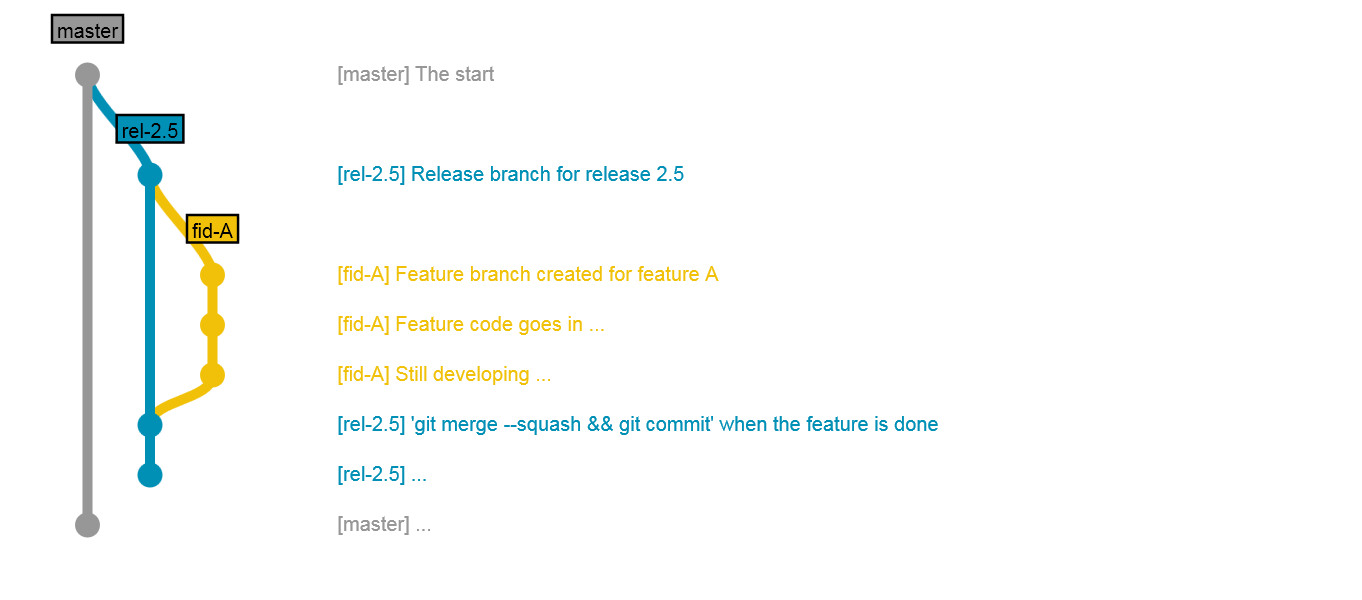 master
[master] The start
rel-2.5
[rel-2.5] Release branch for release 2.5
fid-A
[fid-A] Feature branch created for feature A
[fid-A] Feature code goes in ...
[fid-A] Still developing ...
[rel-2.5] 'git merge --squash && git commit' when the feature is done
[rel-2.5] ...
[master] ...